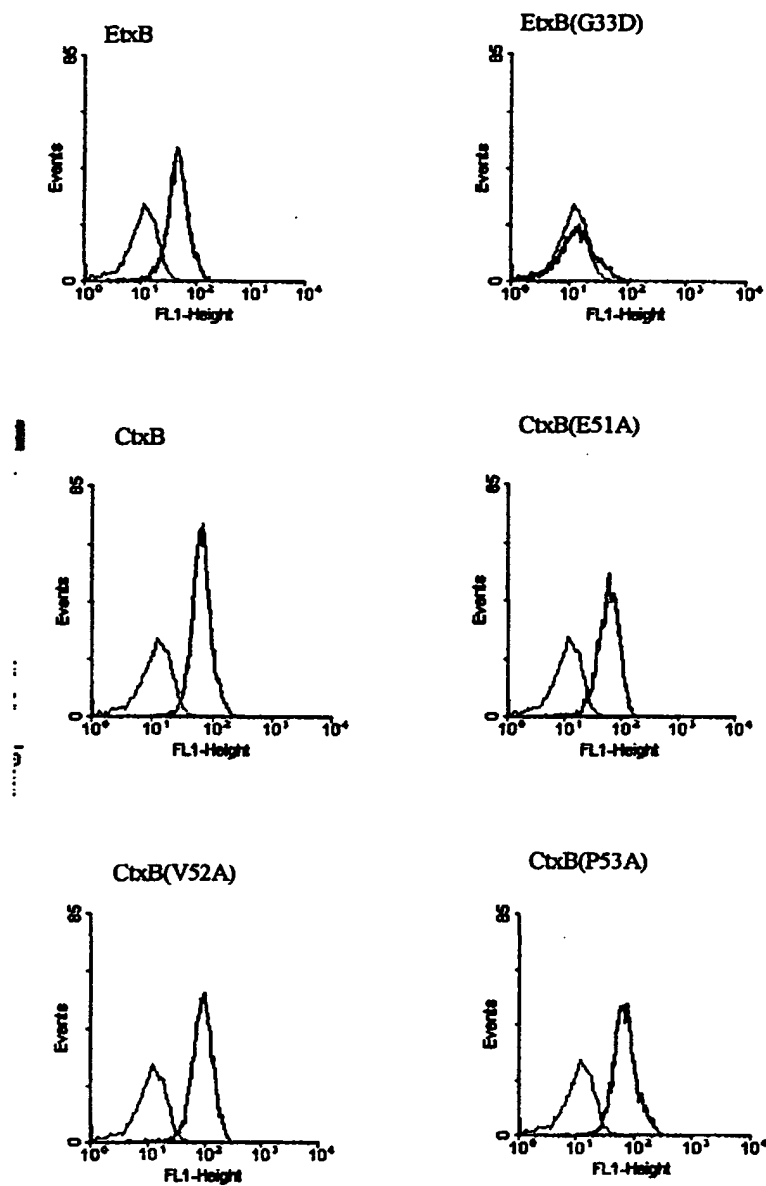 EtxB
85
Events
0
10⁰ 10¹ 10² 10³ 10⁴
FL1-Height
EtxB(G33D)
85
Events
0
10⁰ 10¹ 10² 10³ 10⁴
FL1-Height
CtxB
85
Events
0
10⁰ 10¹ 10² 10³ 10⁴
FL1-Height
CtxB(E51A)
85
Events
0
10⁰ 10¹ 10² 10³ 10⁴
FL1-Height
CtxB(V52A)
85
Events
0
10⁰ 10¹ 10² 10³ 10⁴
FL1-Height
CtxB(P53A)
85
Events
0
10⁰ 10¹ 10² 10³ 10⁴
FL1-Height